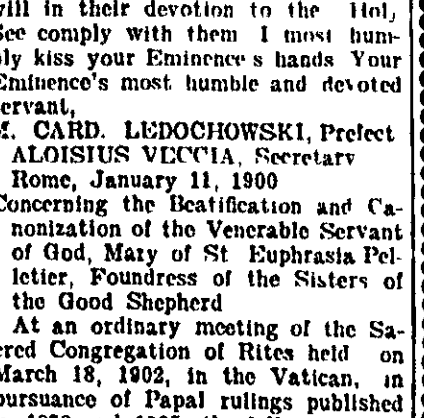 will in their devotion to the Holy
See comply with them I most hum-
bly kiss your Eminence s hands Your
Eminence's most humble and devoted
servant,
M. CARD. LEDOCHOWSKI, Prefect
ALOISIUS VECCIA, Secretary
Rome, January 11, 1900
Concerning the Beatification and Ca-
nonization of the Venerable Servant
of God, Mary of St Euphrasia Pel-
letier, Foundress of the Sisters of
the Good Shepherd
At an ordinary meeting of the Sa-
cred Congregation of Rites held on
March 18, 1902, in the Vatican, in
pursuance of Papal rulings published